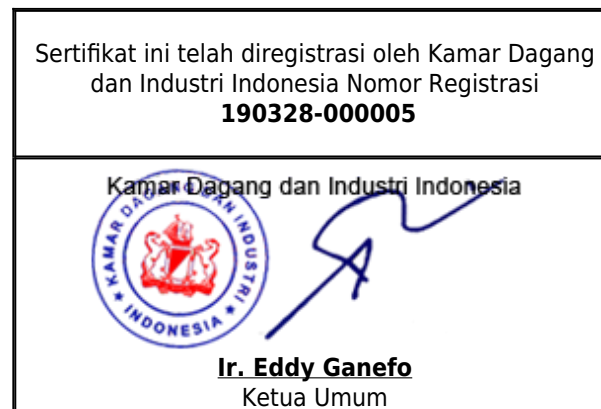 Sertifikat ini telah diregistrasi oleh Kamar Dagang
dan Industri Indonesia Nomor Registrasi
190328-000005
Kamar Dagang dan Industri Indonesia
KAMAR DAGANG DAN INDUSTRI
INDONESIA
Ir. Eddy Ganefo
Ketua Umum